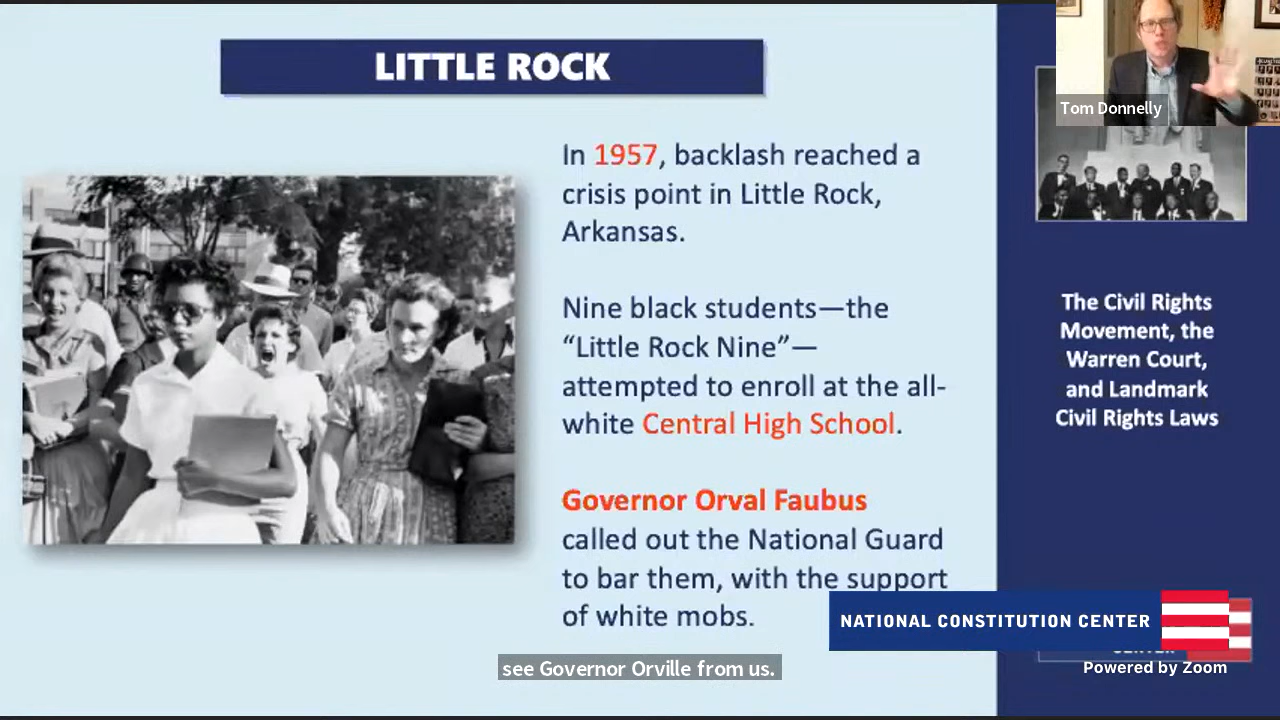 LITTLE ROCK
In 1957, backlash reached a
crisis point in Little Rock,
Arkansas.
Nine black students—the
“Little Rock Nine”—
attempted to enroll at the all-
white Central High School.
Governor Orval Faubus
called out the National Guard
to bar them, with the support
of white mobs.
Tom Donnelly
The Civil Rights
Movement, the
Warren Court,
and Landmark
Civil Rights Laws
NATIONAL CONSTITUTION CENTER
Powered by Zoom
see Governor Orville from us.